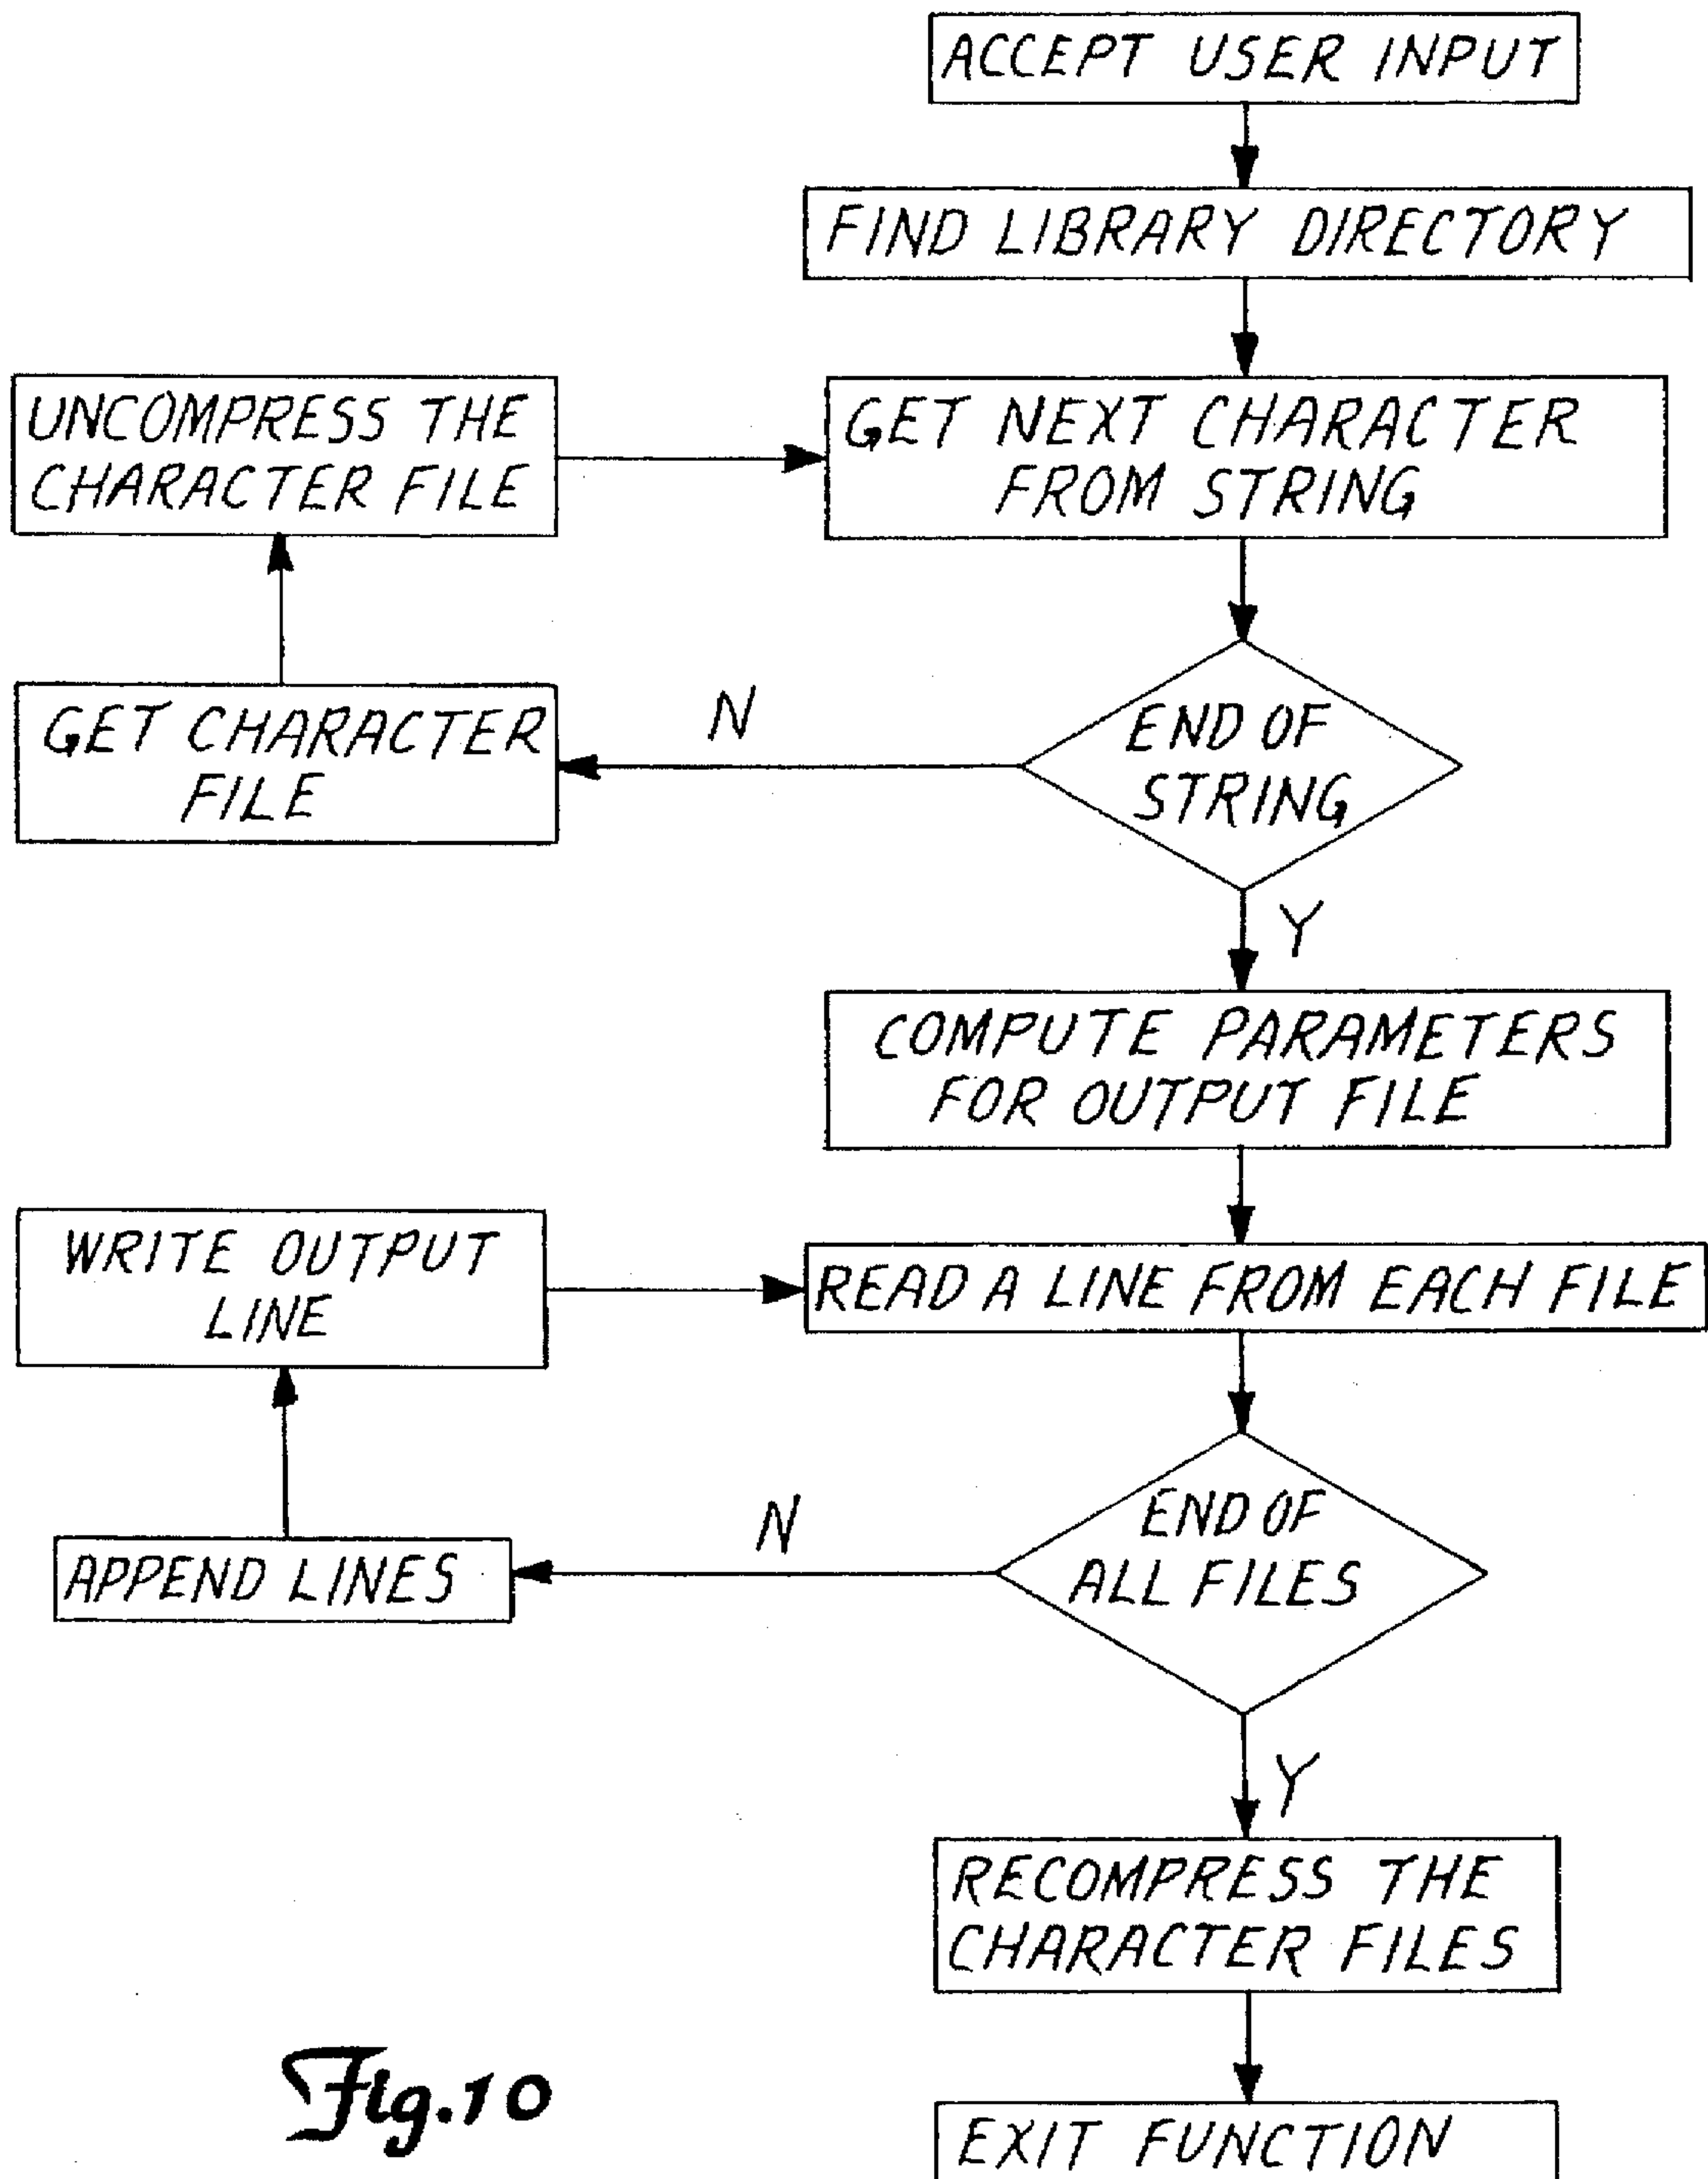 ACCEPT USER INPUT
FIND LIBRARY DIRECTORY
UNCOMPRESS THE
CHARACTER FILE
GET NEXT CHARACTER
FROM STRING
GET CHARACTER
FILE
N
END OF
STRING
Y
COMPUTE PARAMETERS
FOR OUTPUT FILE
WRITE OUTPUT
LINE
READ A LINE FROM EACH FILE
APPEND LINES
N
END OF
ALL FILES
Y
RECOMPRESS THE
CHARACTER FILES
EXIT FUNCTION
Fig.10